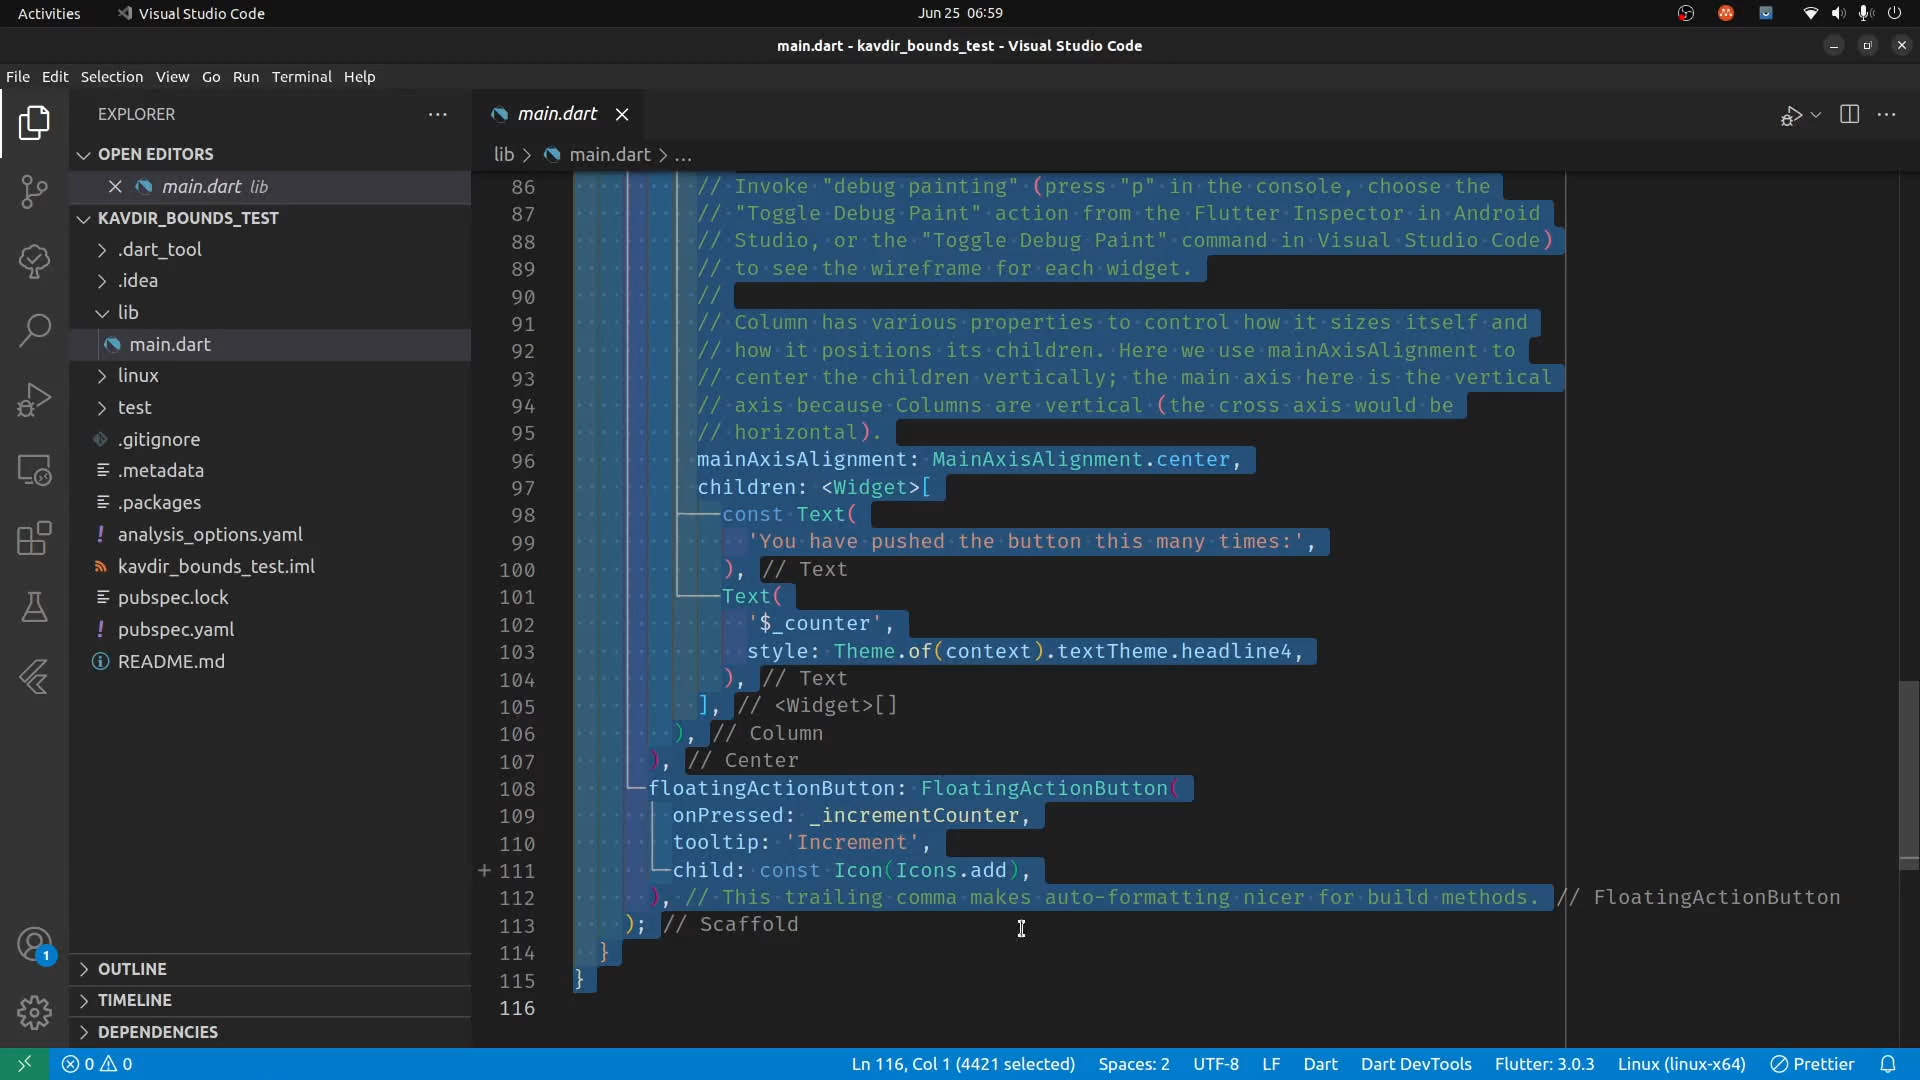 Activities
Visual Studio Code
Jun 25 06:59
main.dart - kavdir_bounds_test - Visual Studio Code
File Edit Selection View Go Run Terminal Help
EXPLORER
main.dart
OPEN EDITORS
lib > main.dart > ...
main.dart lib
KAVDIR_BOUNDS_TEST
.dart_tool
.idea
lib
main.dart
linux
test
.gitignore
.metadata
.packages
analysis_options.yaml
kavdir_bounds_test.iml
pubspec.lock
pubspec.yaml
README.md
OUTLINE
TIMELINE
DEPENDENCIES
1
86 // Invoke "debug painting" (press "p" in the console, choose the
87 // "Toggle Debug Paint" action from the Flutter Inspector in Android
88 // Studio, or the "Toggle Debug Paint" command in Visual Studio Code)
89 // to see the wireframe for each widget.
90 //
91 // Column has various properties to control how it sizes itself and
92 // how it positions its children. Here we use mainAxisAlignment to
93 // center the children vertically; the main axis here is the vertical
94 // axis because Columns are vertical (the cross axis would be
95 // horizontal).
96 mainAxisAlignment: MainAxisAlignment.center,
97 children: <Widget>[
98 const Text(
99 'You have pushed the button this many times:',
100 ), // Text
101 Text(
102 '$_counter',
103 style: Theme.of(context).textTheme.headline4,
104 ), // Text
105 ], // <Widget>[]
106 ), // Column
107 ), // Center
108 floatingActionButton: FloatingActionButton(
109 onPressed: _incrementCounter,
110 tooltip: 'Increment',
111 child: const Icon(Icons.add),
112 ), // This trailing comma makes auto-formatting nicer for build methods. // FloatingActionButton
113 ); // Scaffold
114 }
115 }
116
0 0
Ln 116, Col 1 (4421 selected)
Spaces: 2
UTF-8
LF
Dart
Dart DevTools
Flutter: 3.0.3
Linux (linux-x64)
Prettier